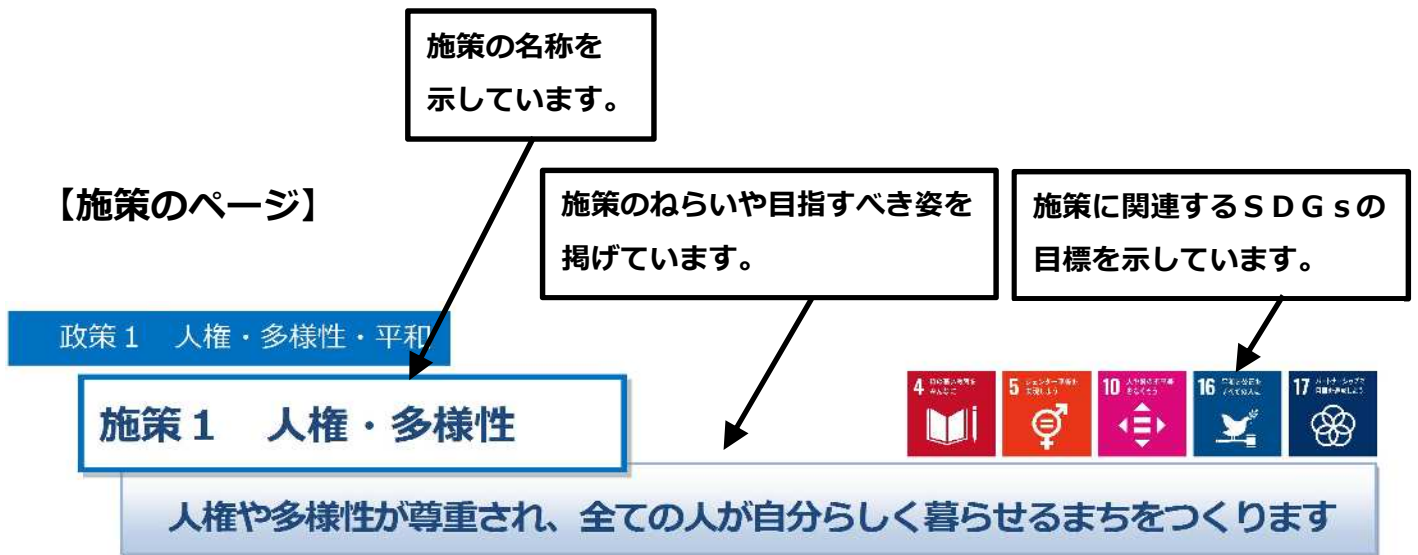 施策の名称を
示しています。
【施策のページ】
施策のねらいや目指すべき姿を
掲げています。
施策に関連するＳＤＧｓの
目標を示しています。
政策１　人権・多様性・平和
施策１　人権・多様性
4
5
10
16
17
人権や多様性が尊重され、全ての人が自分らしく暮らせるまちをつくります